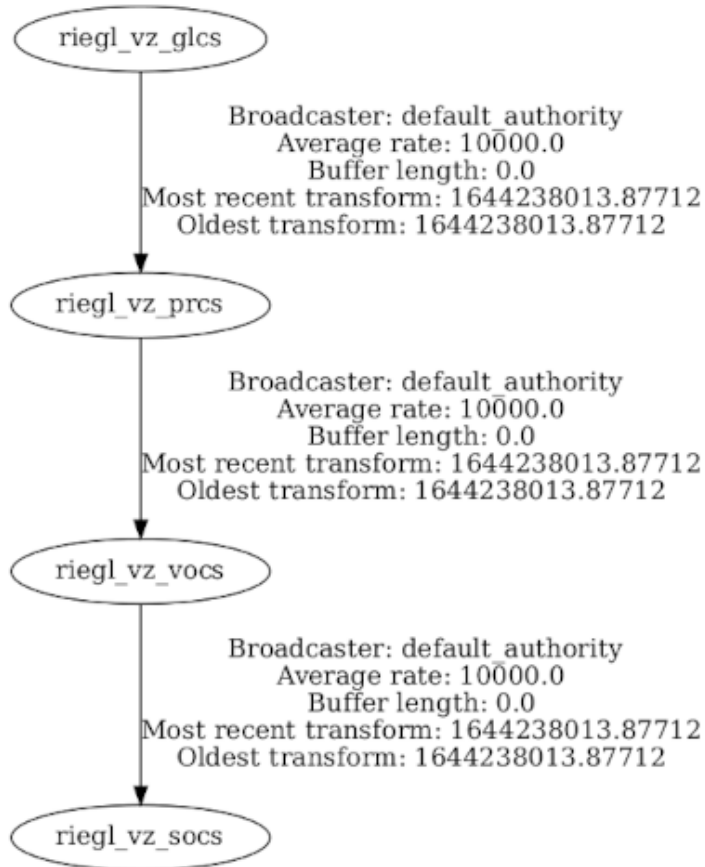 riegl_vz_glcs
Broadcaster: default_authority
Average rate: 10000.0
Buffer length: 0.0
Most recent transform: 1644238013.87712
Oldest transform: 1644238013.87712
riegl_vz_prcs
Broadcaster: default_authority
Average rate: 10000.0
Buffer length: 0.0
Most recent transform: 1644238013.87712
Oldest transform: 1644238013.87712
riegl_vz_vocs
Broadcaster: default_authority
Average rate: 10000.0
Buffer length: 0.0
Most recent transform: 1644238013.87712
Oldest transform: 1644238013.87712
riegl_vz_socs